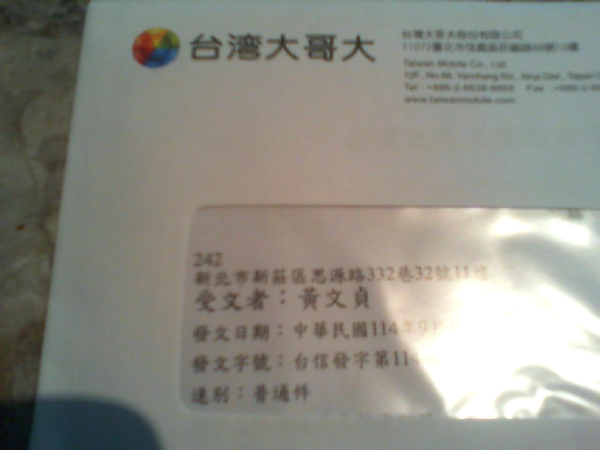 台湾大哥大
台灣大哥大股份有限公司
Taiwan Mobile Co., Ltd.
www.taiwanmobile.com
242
新北市新莊區思源路332巷32號11樓
受文者：黃文貞
發文日期：中華民國114年9月
發文字號：台信發字第114
速別：普通件